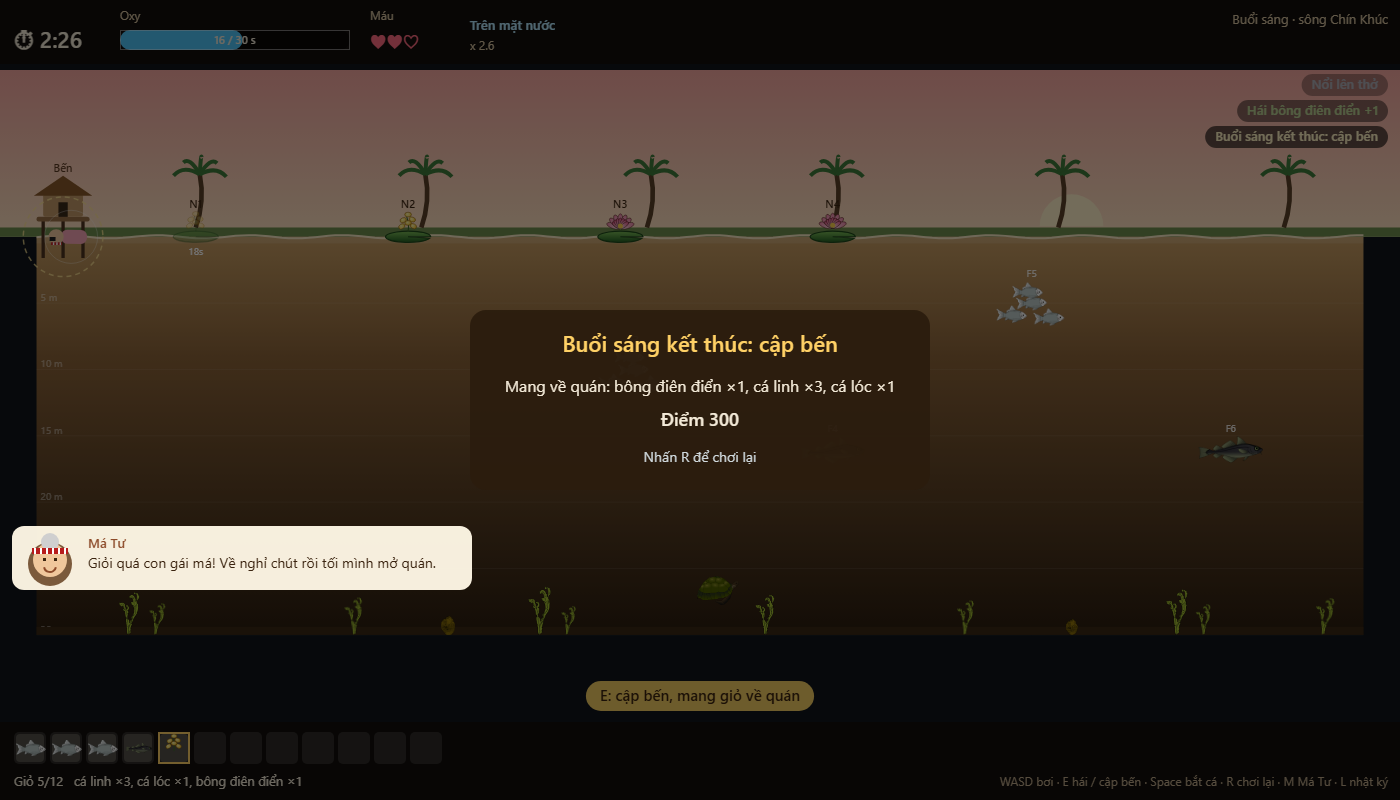 2:26
Oxy
16 / 30 s
Máu
Trên mặt nước
x 2.6
Buổi sáng · sông Chín Khúc
Nổi lên thở
Hái bông điên điển +1
Buổi sáng kết thúc: cập bến
Bến
N1
N2
N3
N4
18s
F5
5 m
10 m
15 m
20 m
F6
Buổi sáng kết thúc: cập bến
Mang về quán: bông điên điển ×1, cá linh ×3, cá lóc ×1
Điểm 300
Nhấn R để chơi lại
Má Tư
Giỏi quá con gái má! Về nghỉ chút rồi tối mình mở quán.
E: cập bến, mang giỏ về quán
Giỏ 5/12 cá linh ×3, cá lóc ×1, bông điên điển ×1
WASD bơi · E hái / cập bến · Space bắt cá · R chơi lại · M Má Tư · L nhật ký